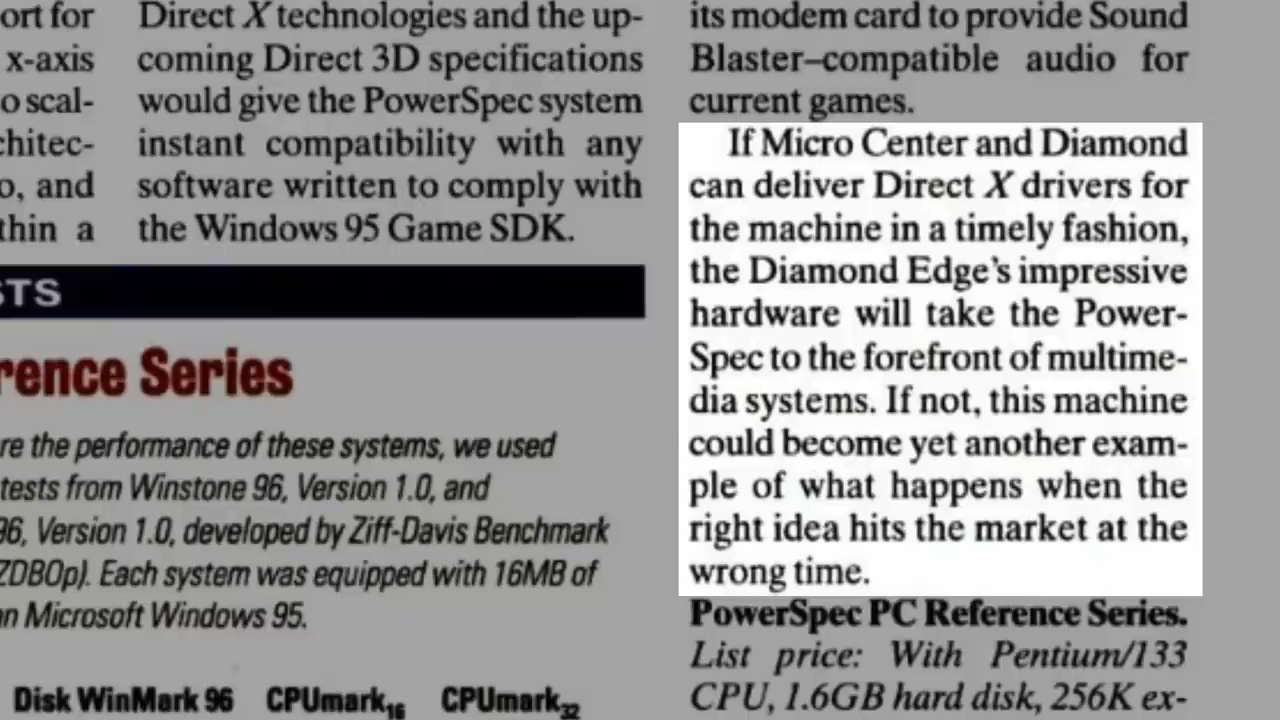 ort for
x-axis
o scal-
chitec-
o, and
thin a
Direct X technologies and the up-
coming Direct 3D specifications
would give the PowerSpec system
instant compatibility with any
software written to comply with
the Windows 95 Game SDK.
STS
rence Series
re the performance of these systems, we used
tests from Winstone 96, Version 1.0, and
96, Version 1.0, developed by Ziff-Davis Benchmark
ZDBOp). Each system was equipped with 16MB of
n Microsoft Windows 95.
Disk WinMark 96 CPUmark16 CPUmark32
its modem card to provide Sound
Blaster–compatible audio for
current games.
If Micro Center and Diamond
can deliver Direct X drivers for
the machine in a timely fashion,
the Diamond Edge's impressive
hardware will take the Power-
Spec to the forefront of multime-
dia systems. If not, this machine
could become yet another exam-
ple of what happens when the
right idea hits the market at the
wrong time.
PowerSpec PC Reference Series.
List price: With Pentium/133
CPU, 1.6GB hard disk, 256K ex-